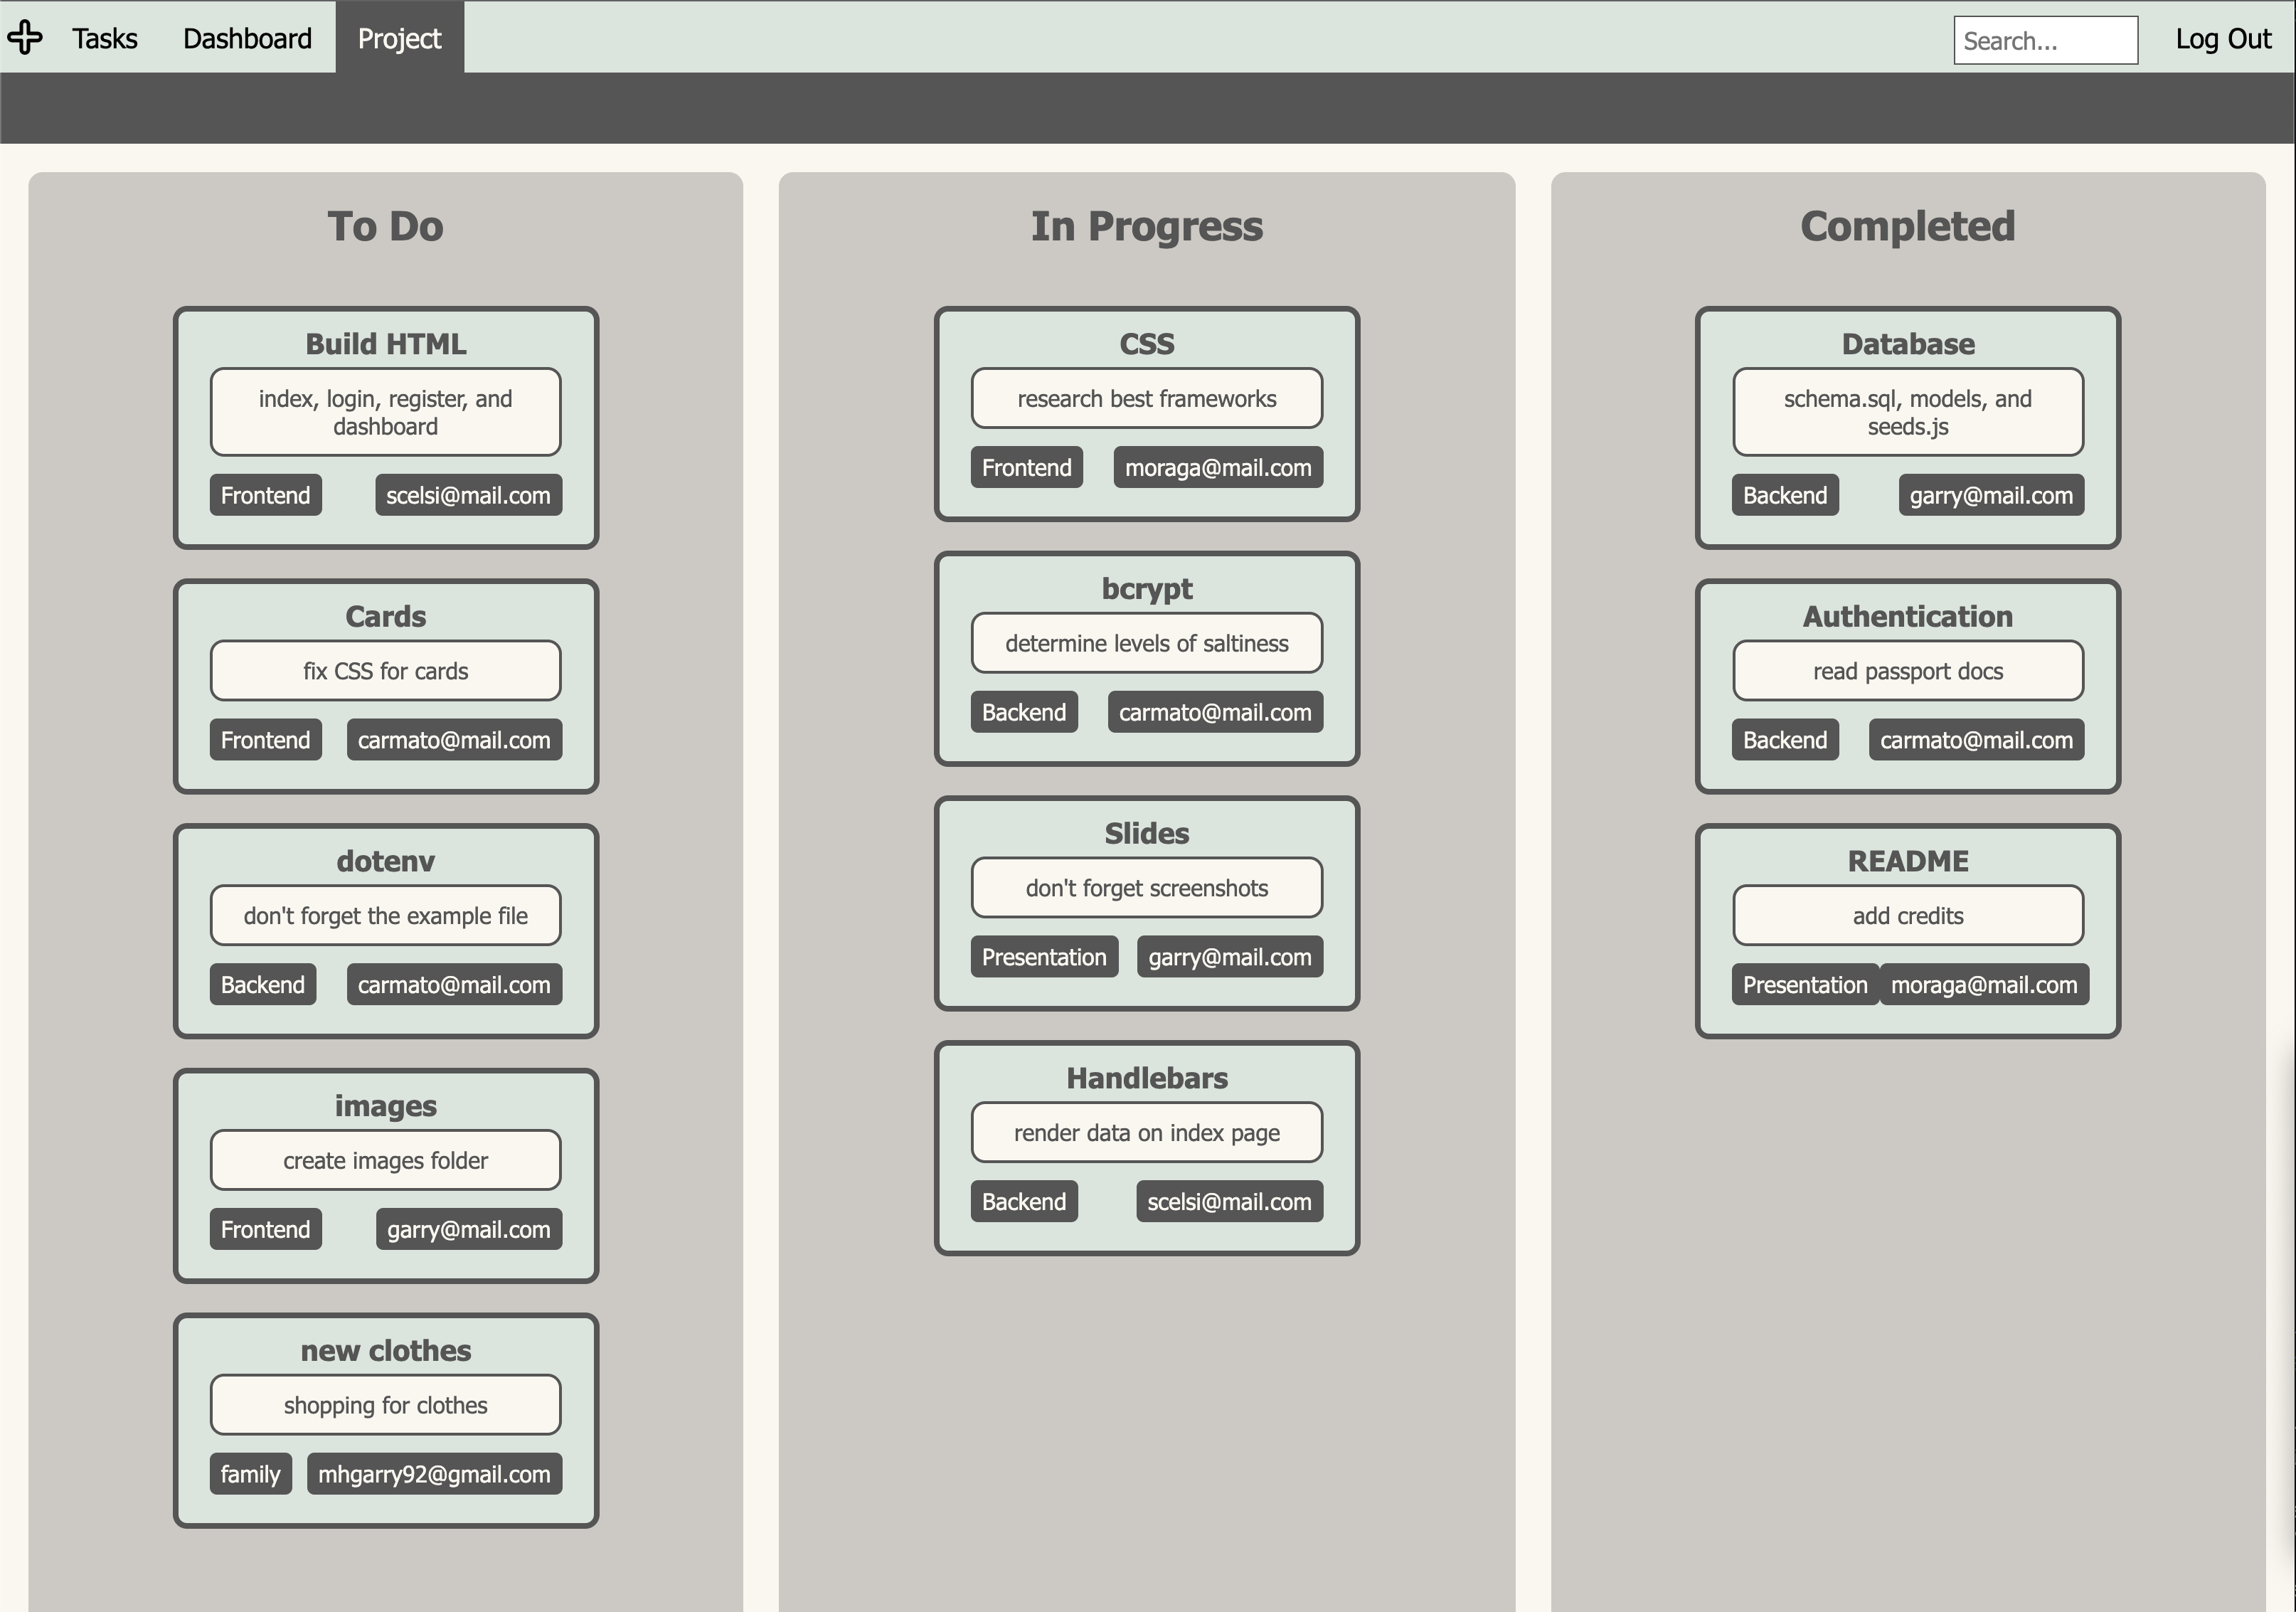 Tasks
Dashboard
Project
Search...
Log Out
To Do
Build HTML
index, login, register, and
dashboard
Frontend
scelsi@mail.com
Cards
fix CSS for cards
Frontend
carmato@mail.com
dotenv
don't forget the example file
Backend
carmato@mail.com
images
create images folder
Frontend
garry@mail.com
new clothes
shopping for clothes
family
mhgarry92@gmail.com
In Progress
CSS
research best frameworks
Frontend
moraga@mail.com
bcrypt
determine levels of saltiness
Backend
carmato@mail.com
Slides
don't forget screenshots
Presentation
garry@mail.com
Handlebars
render data on index page
Backend
scelsi@mail.com
Completed
Database
schema.sql, models, and
seeds.js
Backend
garry@mail.com
Authentication
read passport docs
Backend
carmato@mail.com
README
add credits
Presentation
moraga@mail.com